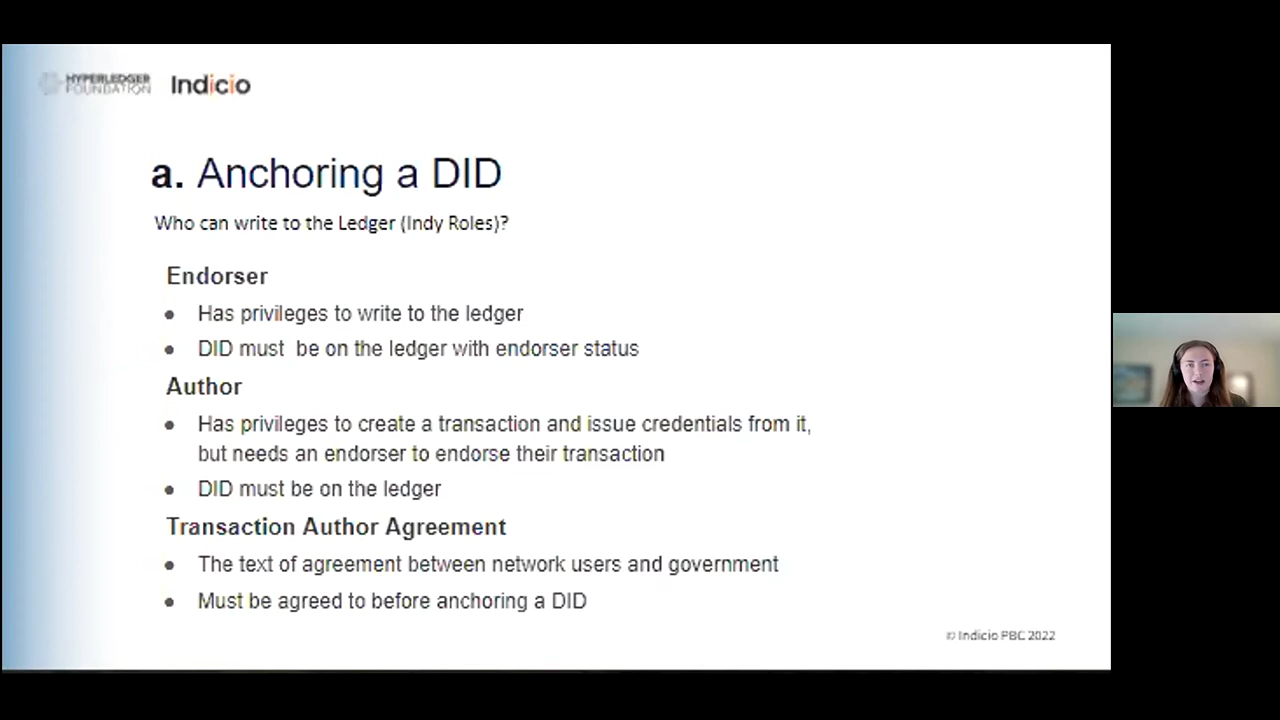 HYPERLEDGER
FOUNDATION
Indicio
a. Anchoring a DID
Who can write to the Ledger (Indy Roles)?
Endorser
● Has privileges to write to the ledger
● DID must be on the ledger with endorser status
Author
● Has privileges to create a transaction and issue credentials from it,
but needs an endorser to endorse their transaction
● DID must be on the ledger
Transaction Author Agreement
● The text of agreement between network users and government
● Must be agreed to before anchoring a DID
© Indicio PBC 2022